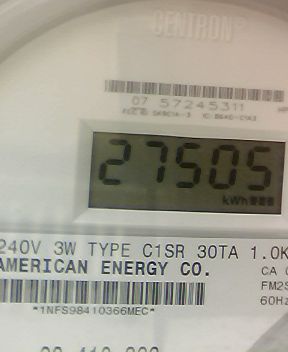 CENTRON®
07 57245311
27505
kWh
240V 3W TYPE C1SR 30TA 1.0K
AMERICAN ENERGY CO.
CA
FM2S
60Hz
*1NFS98410366MEC*